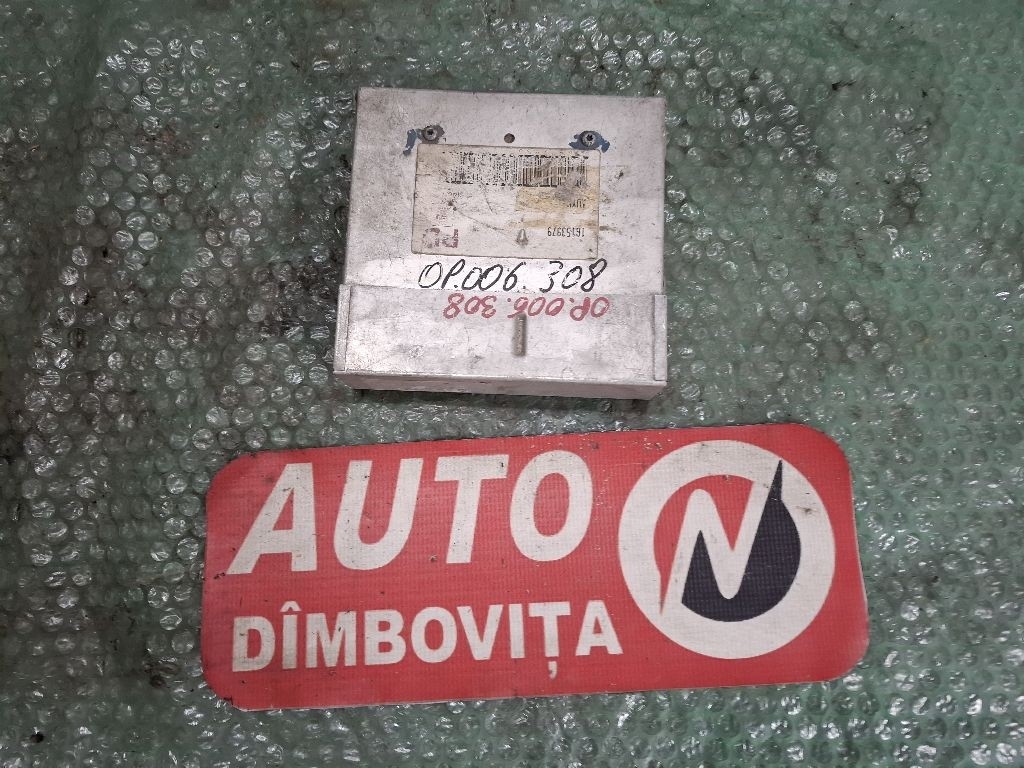 16153979
OP.006.308
OP.006.308
AUTO
DÎMBOVIȚA
N